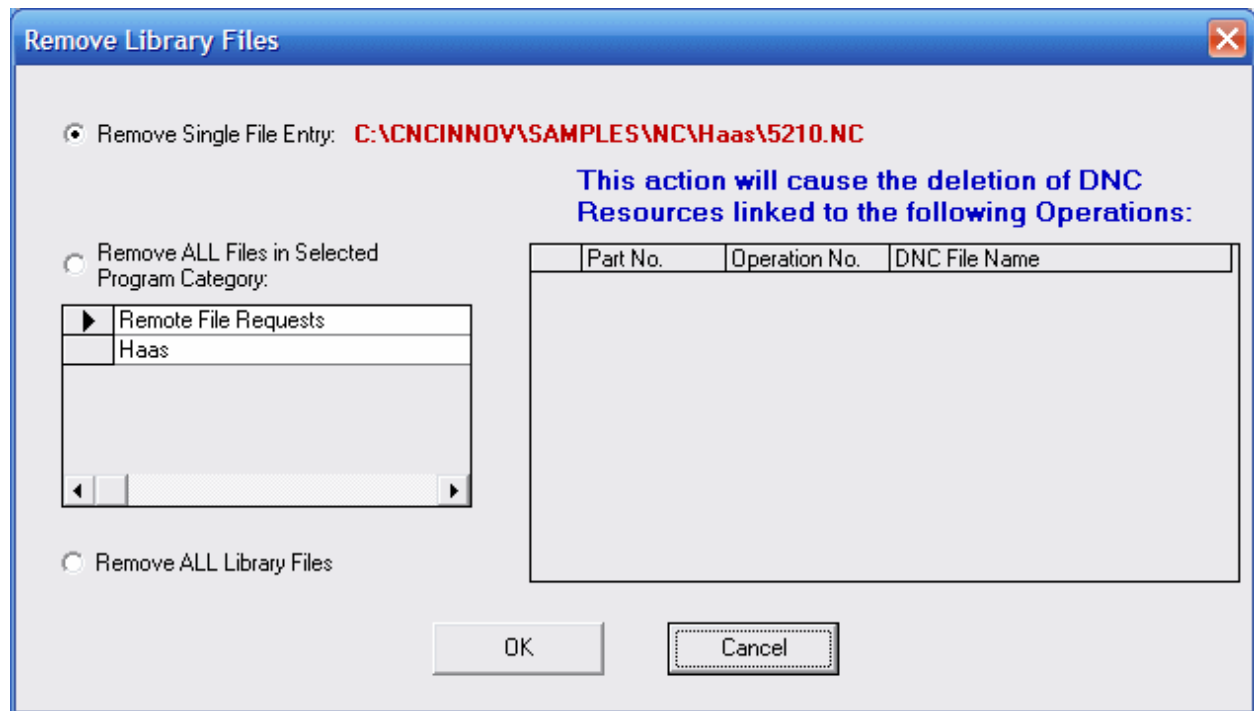 Remove Library Files
Remove Single File Entry: C:\CNCINNOV\SAMPLES\NC\Haas\5210.NC
This action will cause the deletion of DNC
Resources linked to the following Operations:
Remove ALL Files in Selected
Program Category:
Remote File Requests
Haas
Part No. Operation No. DNC File Name
Remove ALL Library Files
OK Cancel